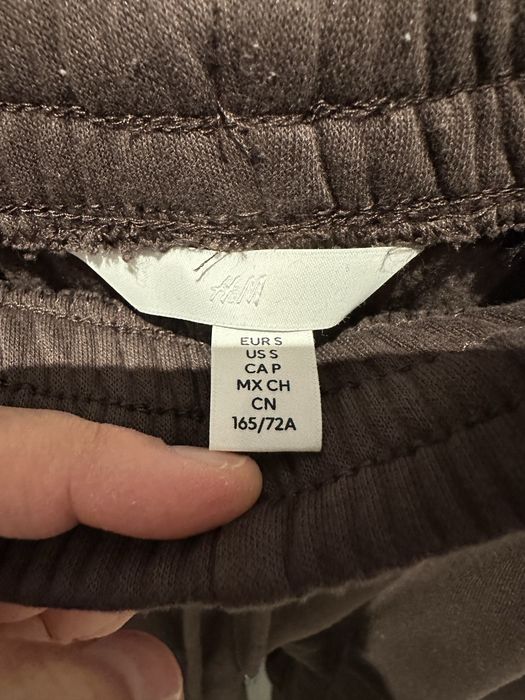 H&M
EUR S
US S
CA P
MX CH
CN
165/72A